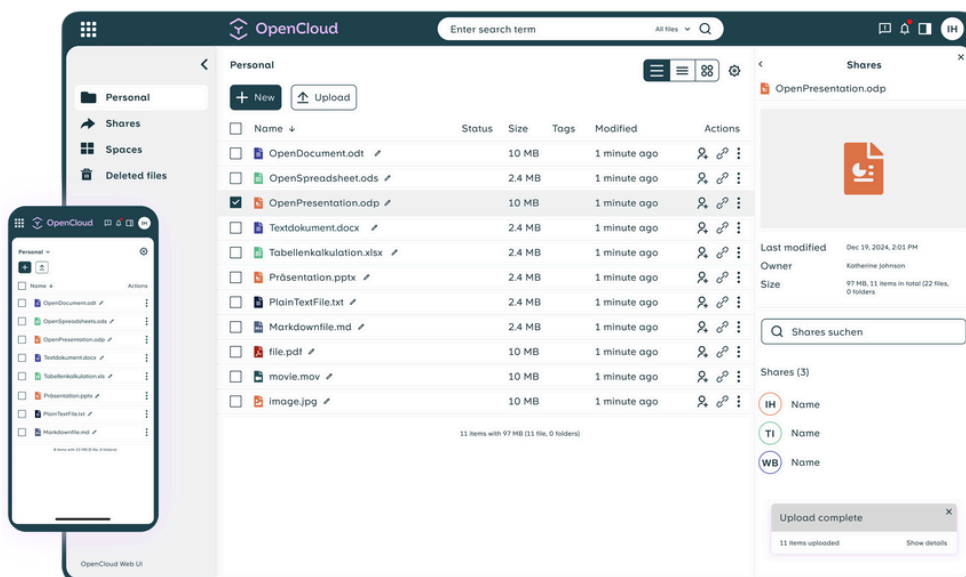 OpenCloud
Enter search term
All files
IH
Personal
Shares
Spaces
Deleted files
OpenCloud Web UI
Personal
New
Upload
Name Status Size Tags Modified Actions
OpenDocument.odt 10 MB 1 minute ago
OpenSpreadsheet.ods 2.4 MB 1 minute ago
OpenPresentation.odp 10 MB 1 minute ago
Textdokument.docx 2.4 MB 1 minute ago
Tabellenkalkulation.xlsx 2.4 MB 1 minute ago
Präsentation.pptx 2.4 MB 1 minute ago
PlainTextFile.txt 2.4 MB 1 minute ago
Markdownfile.md 2.4 MB 1 minute ago
file.pdf 10 MB 1 minute ago
movie.mov 10 MB 1 minute ago
image.jpg 10 MB 1 minute ago
11 items with 97 MB (11 file, 0 folders)
Shares
OpenPresentation.odp
Last modified Dec 19, 2024, 2:01 PM
Owner Katherine Johnson
Size 97 MB, 11 items in total (22 files,
0 folders
Shares suchen
Shares (3)
IH Name
TI Name
WB Name
Upload complete
11 items uploaded Show details
OpenCloud
IH
Personal
Name Actions
OpenDocument.odt
OpenSpreadsheets.ods
OpenPresentation.odp
Textdokument.docx
Tabellenkalkulation.xls
Präsentation.pptx
PlainTextFile.txt
Markdownfile.md